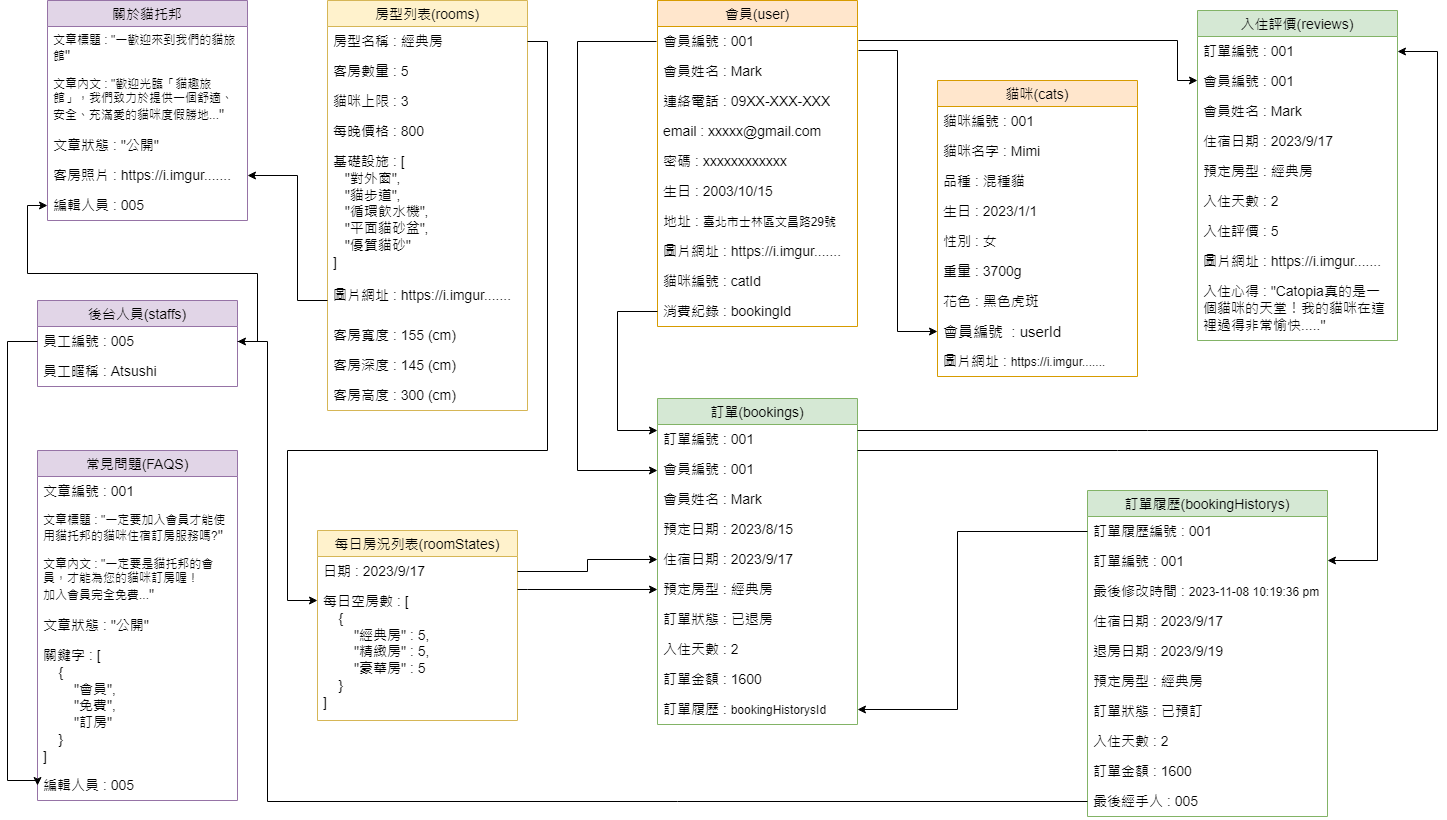 關於貓托邦
文章標題 : "一歡迎來到我們的貓旅
館"
文章內文 : "歡迎光臨「貓趣旅
館」，我們致力於提供一個舒適、
安全、充滿愛的貓咪度假勝地..."
文章狀態 : "公開"
客房照片 : https://i.imgur.......
編輯人員 : 005
後台人員(staffs)
員工編號 : 005
員工暱稱 : Atsushi
常見問題(FAQS)
文章編號 : 001
文章標題 : "一定要加入會員才能使
用貓托邦的貓咪住宿訂房服務嗎?"
文章內文 : "一定要是貓托邦的會
員，才能為您的貓咪訂房喔！
加入會員完全免費..."
文章狀態 : "公開"
關鍵字 : [
{
"會員",
"免費",
"訂房"
}
]
編輯人員 : 005
房型列表(rooms)
房型名稱 : 經典房
客房數量 : 5
貓咪上限 : 3
每晚價格 : 800
基礎設施 : [
"對外窗",
"貓步道",
"循環飲水機",
"平面貓砂盆",
"優質貓砂"
]
圖片網址 : https://i.imgur.......
客房寬度 : 155 (cm)
客房深度 : 145 (cm)
客房高度 : 300 (cm)
每日房況列表(roomStates)
日期 : 2023/9/17
每日空房數 : [
{
"經典房" : 5,
"精緻房" : 5,
"豪華房" : 5
}
]
會員(user)
會員編號 : 001
會員姓名 : Mark
連絡電話 : 09XX-XXX-XXX
email : xxxxx@gmail.com
密碼 : xxxxxxxxxxxx
生日 : 2003/10/15
地址 : 臺北市士林區文昌路29號
圖片網址 : https://i.imgur.......
貓咪編號 : catId
消費紀錄 : bookingId
訂單(bookings)
訂單編號 : 001
會員編號 : 001
會員姓名 : Mark
預定日期 : 2023/8/15
住宿日期 : 2023/9/17
預定房型 : 經典房
訂單狀態 : 已退房
入住天數 : 2
訂單金額 : 1600
訂單履歷 : bookingHistorysId
貓咪(cats)
貓咪編號 : 001
貓咪名字 : Mimi
品種 : 混種貓
生日 : 2023/1/1
性別 : 女
重量 : 3700g
花色 : 黑色虎斑
會員編號 : userId
圖片網址 : https://i.imgur.......
入住評價(reviews)
訂單編號 : 001
會員編號 : 001
會員姓名 : Mark
住宿日期 : 2023/9/17
預定房型 : 經典房
入住天數 : 2
入住評價 : 5
圖片網址 : https://i.imgur.......
入住心得 : "Catopia真的是一
個貓咪的天堂！我的貓咪在這
裡過得非常愉快....."
訂單履歷(bookingHistorys)
訂單履歷編號 : 001
訂單編號 : 001
最後修改時間 : 2023-11-08 10:19:36 pm
住宿日期 : 2023/9/17
退房日期 : 2023/9/19
預定房型 : 經典房
訂單狀態 : 已預訂
入住天數 : 2
訂單金額 : 1600
最後經手人 : 005